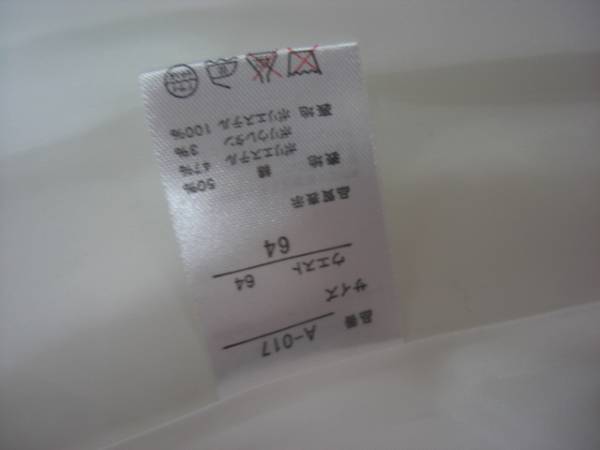 品番
A-017
サイズ
ウエスト 64
64
品質表示
表地 綿 50%
ポリエステル 47%
ポリウレタン 3%
裏地 ポリエステル 100%